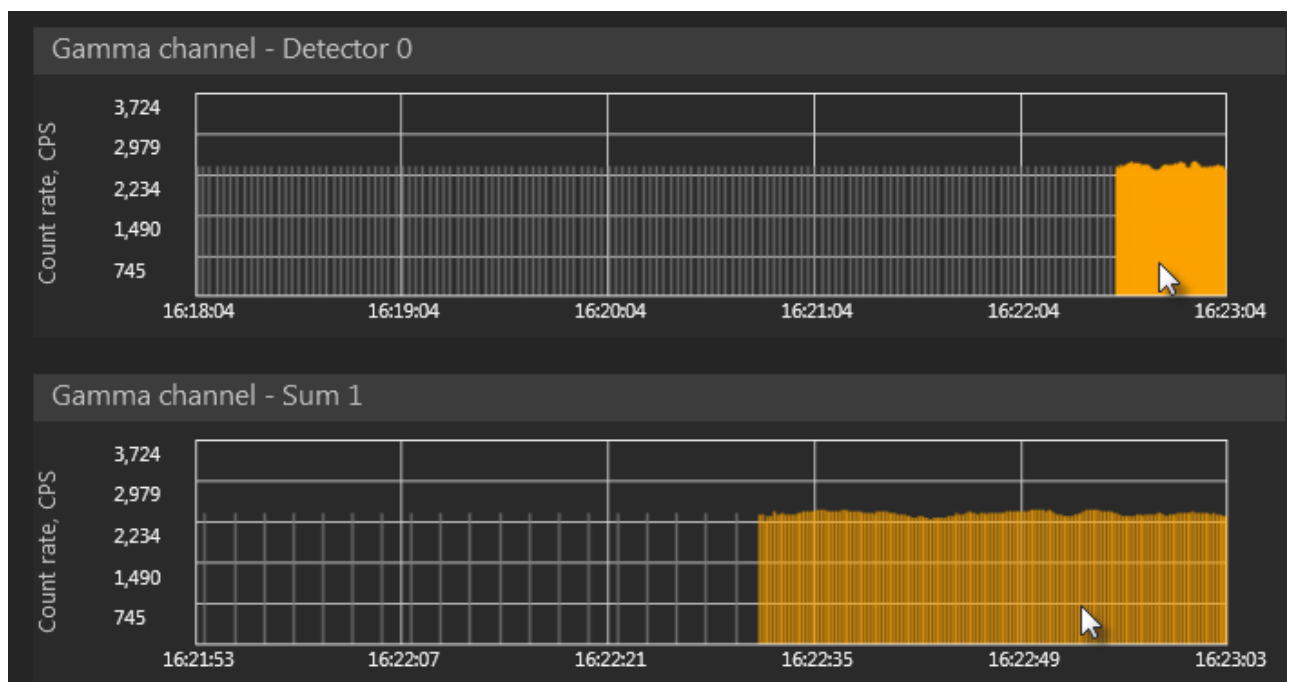 Gamma channel - Detector 0
Count rate, CPS
3,724
2,979
2,234
1,490
745
16:18:04 16:19:04 16:20:04 16:21:04 16:22:04 16:23:04
Gamma channel - Sum 1
Count rate, CPS
3,724
2,979
2,234
1,490
745
16:21:53 16:22:07 16:22:21 16:22:35 16:22:49 16:23:03